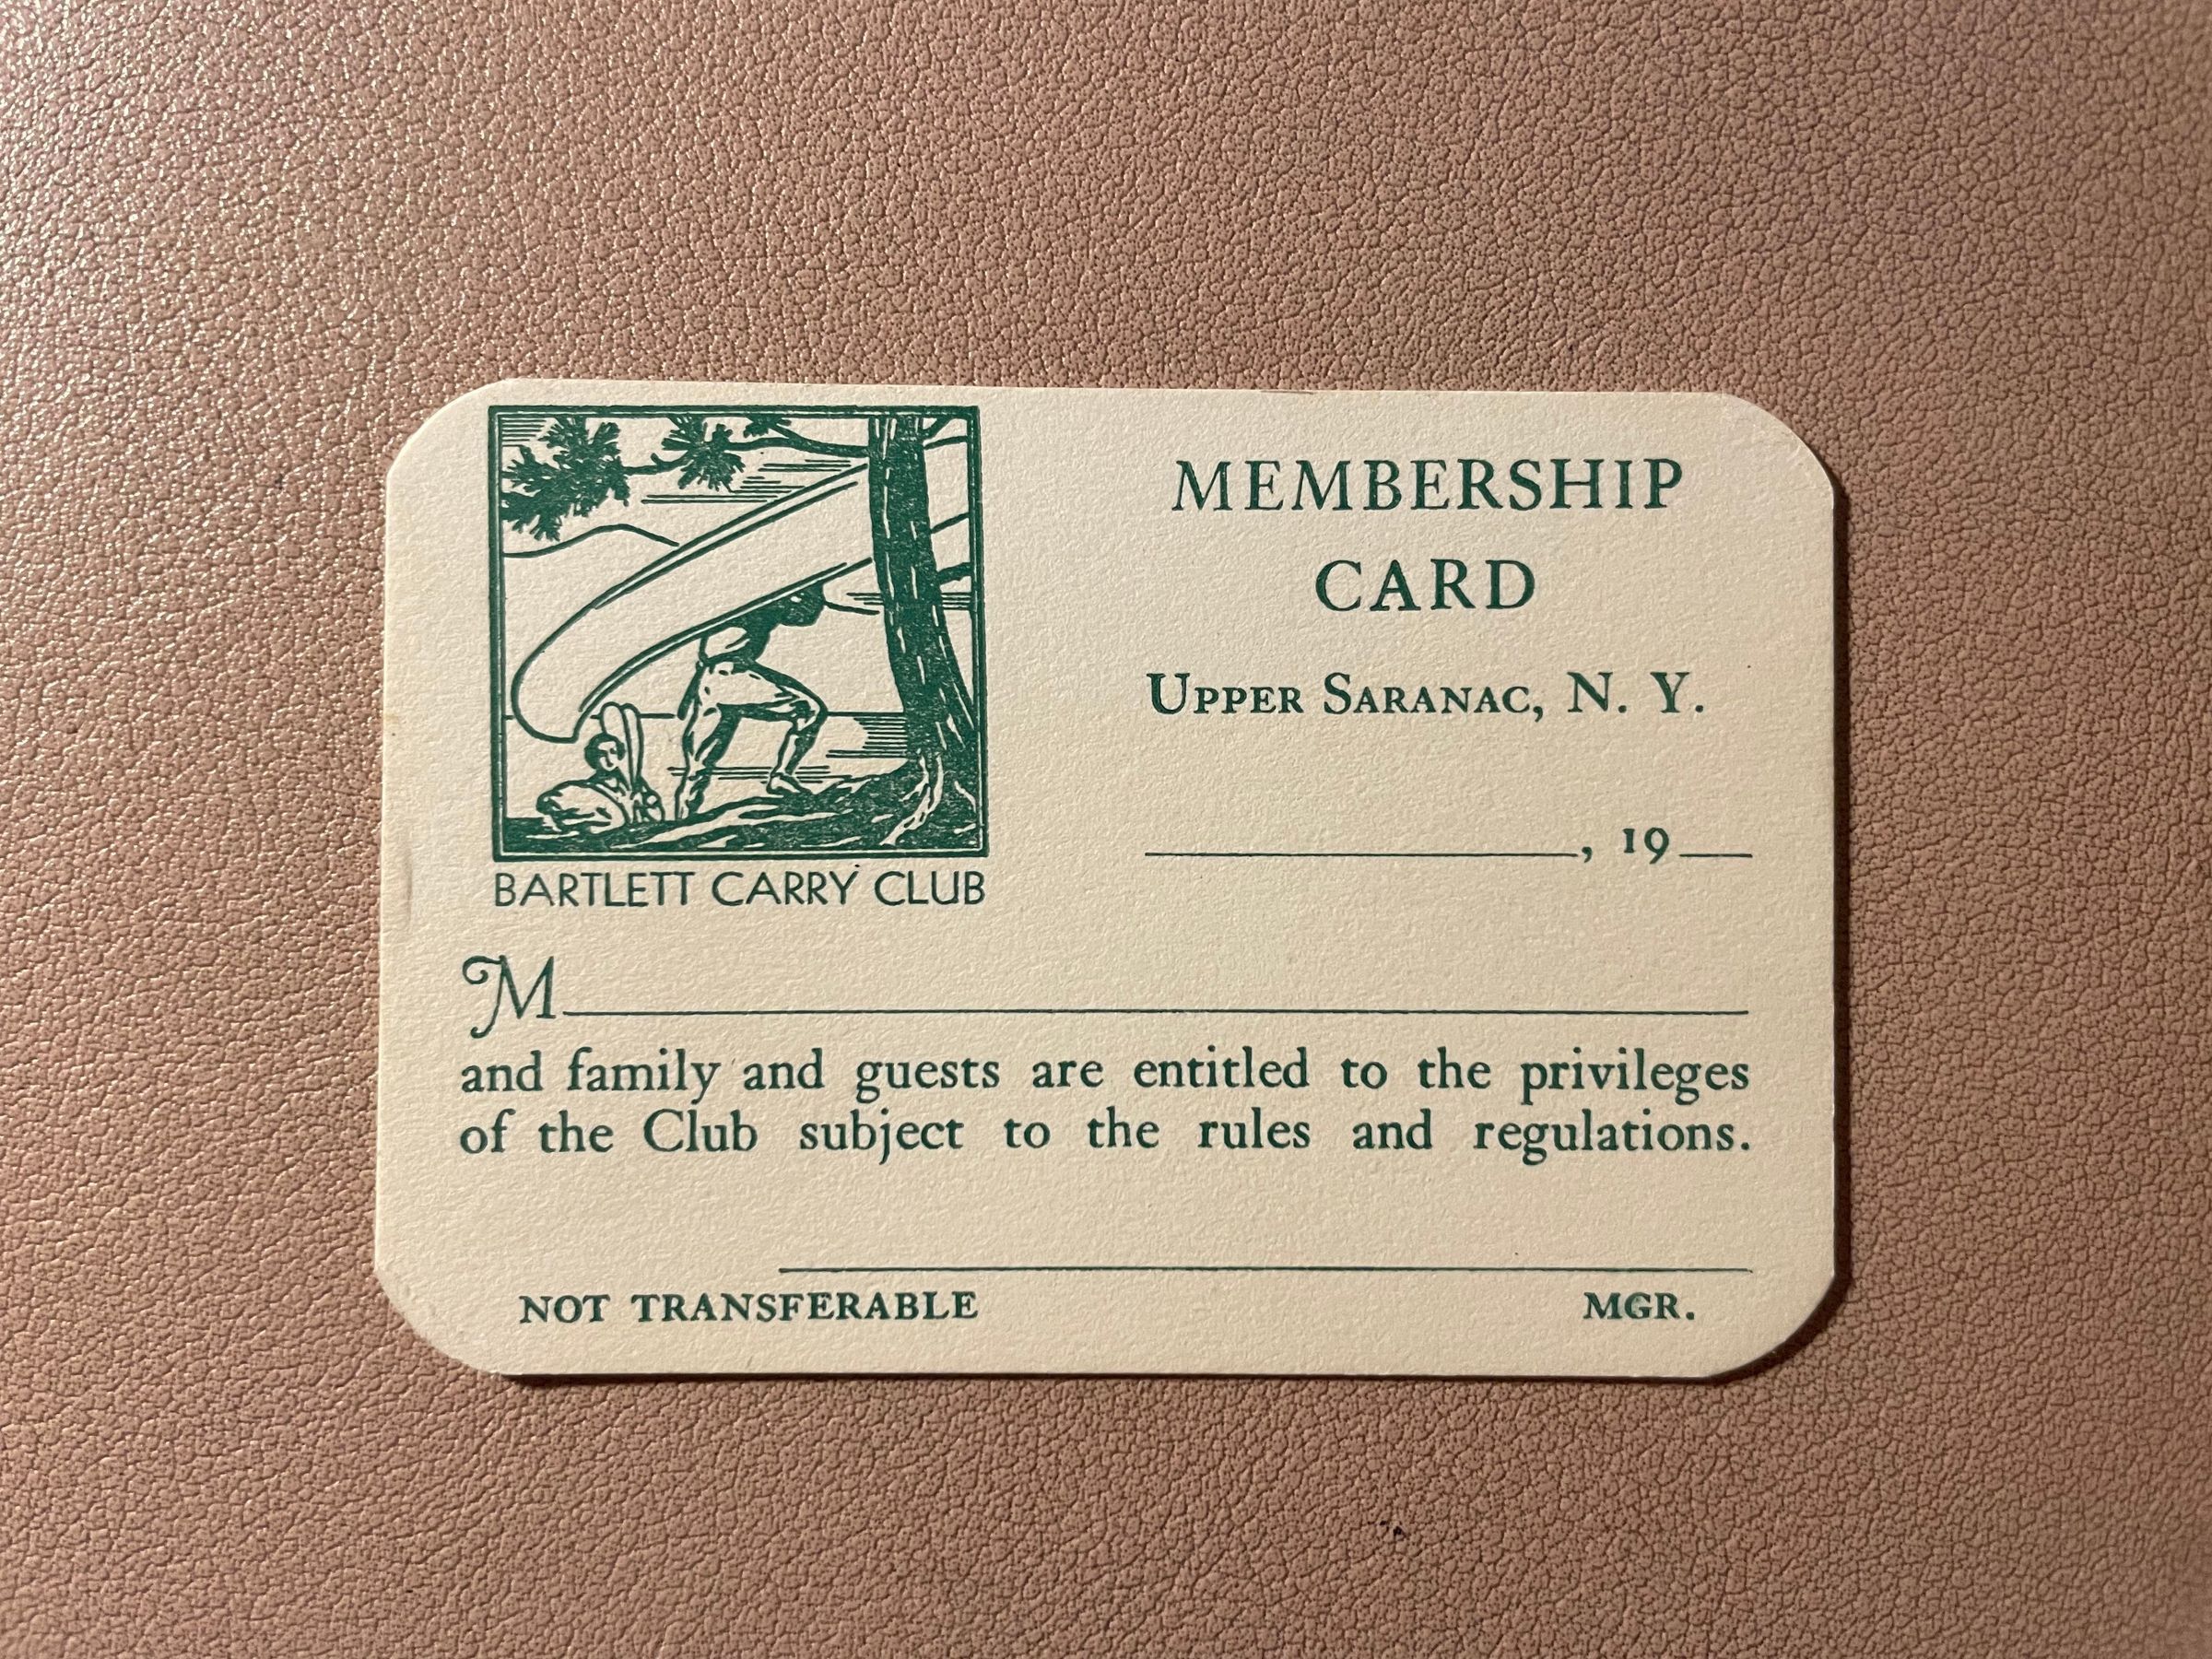 BARTLETT CARRY CLUB
MEMBERSHIP
CARD
UPPER SARANAC, N. Y.
, 19
M
and family and guests are entitled to the privileges
of the Club subject to the rules and regulations.
NOT TRANSFERABLE MGR.